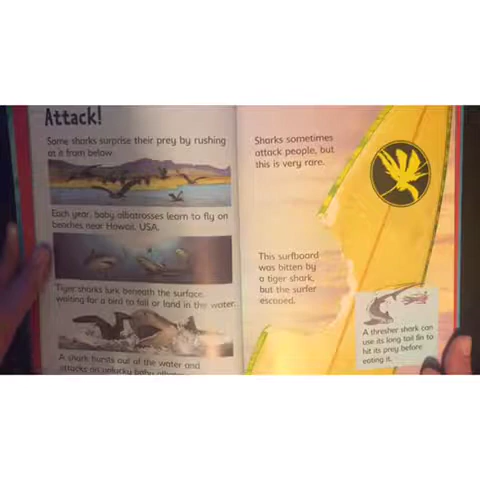 Attack!
Some sharks surprise their prey by rushing
at it from below.
Each year, baby albatrosses learn to fly on
beaches near Hawaii, USA.
Tiger sharks lurk beneath the surface,
waiting for a bird to fall or land in the water.
A shark bursts out of the water and
attacks an unlucky baby
Sharks sometimes
attack people, but
this is very rare.
This surfboard
was bitten by
a tiger shark,
but the surfer
escaped.
A thresher shark can
use its long tail fin to
hit its prey before
eating it.